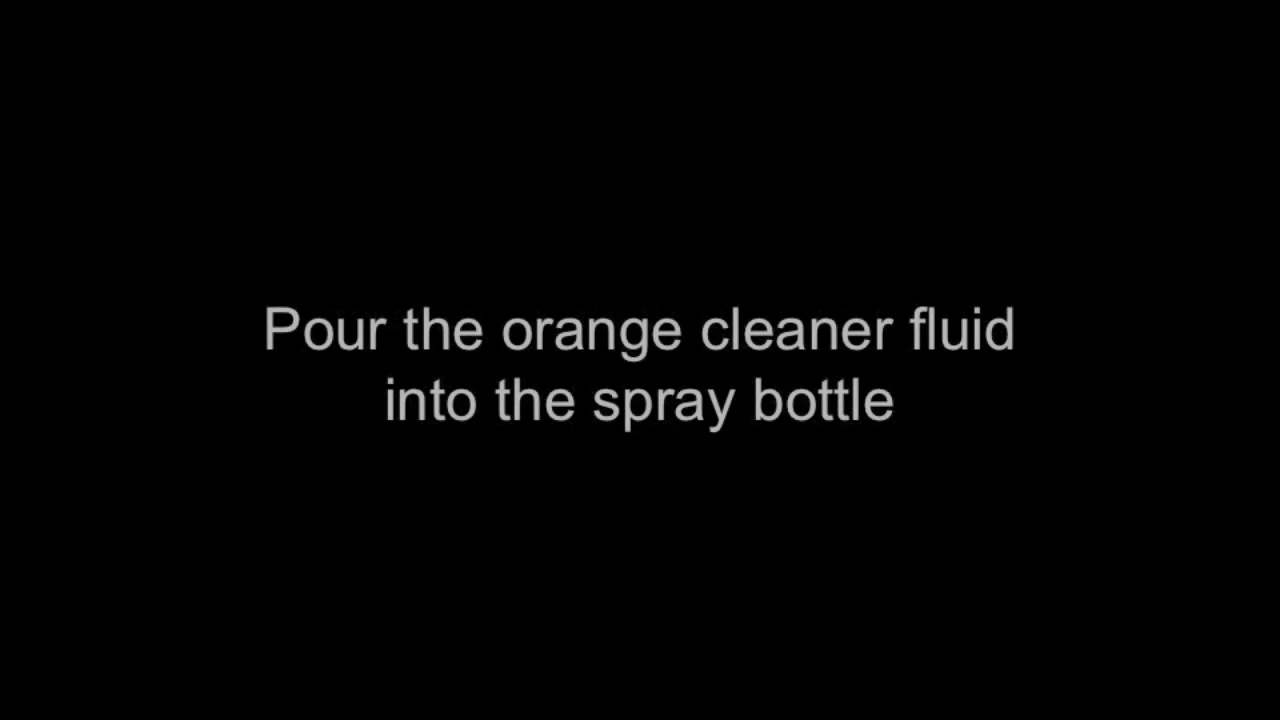 Pour the orange cleaner fluid
into the spray bottle